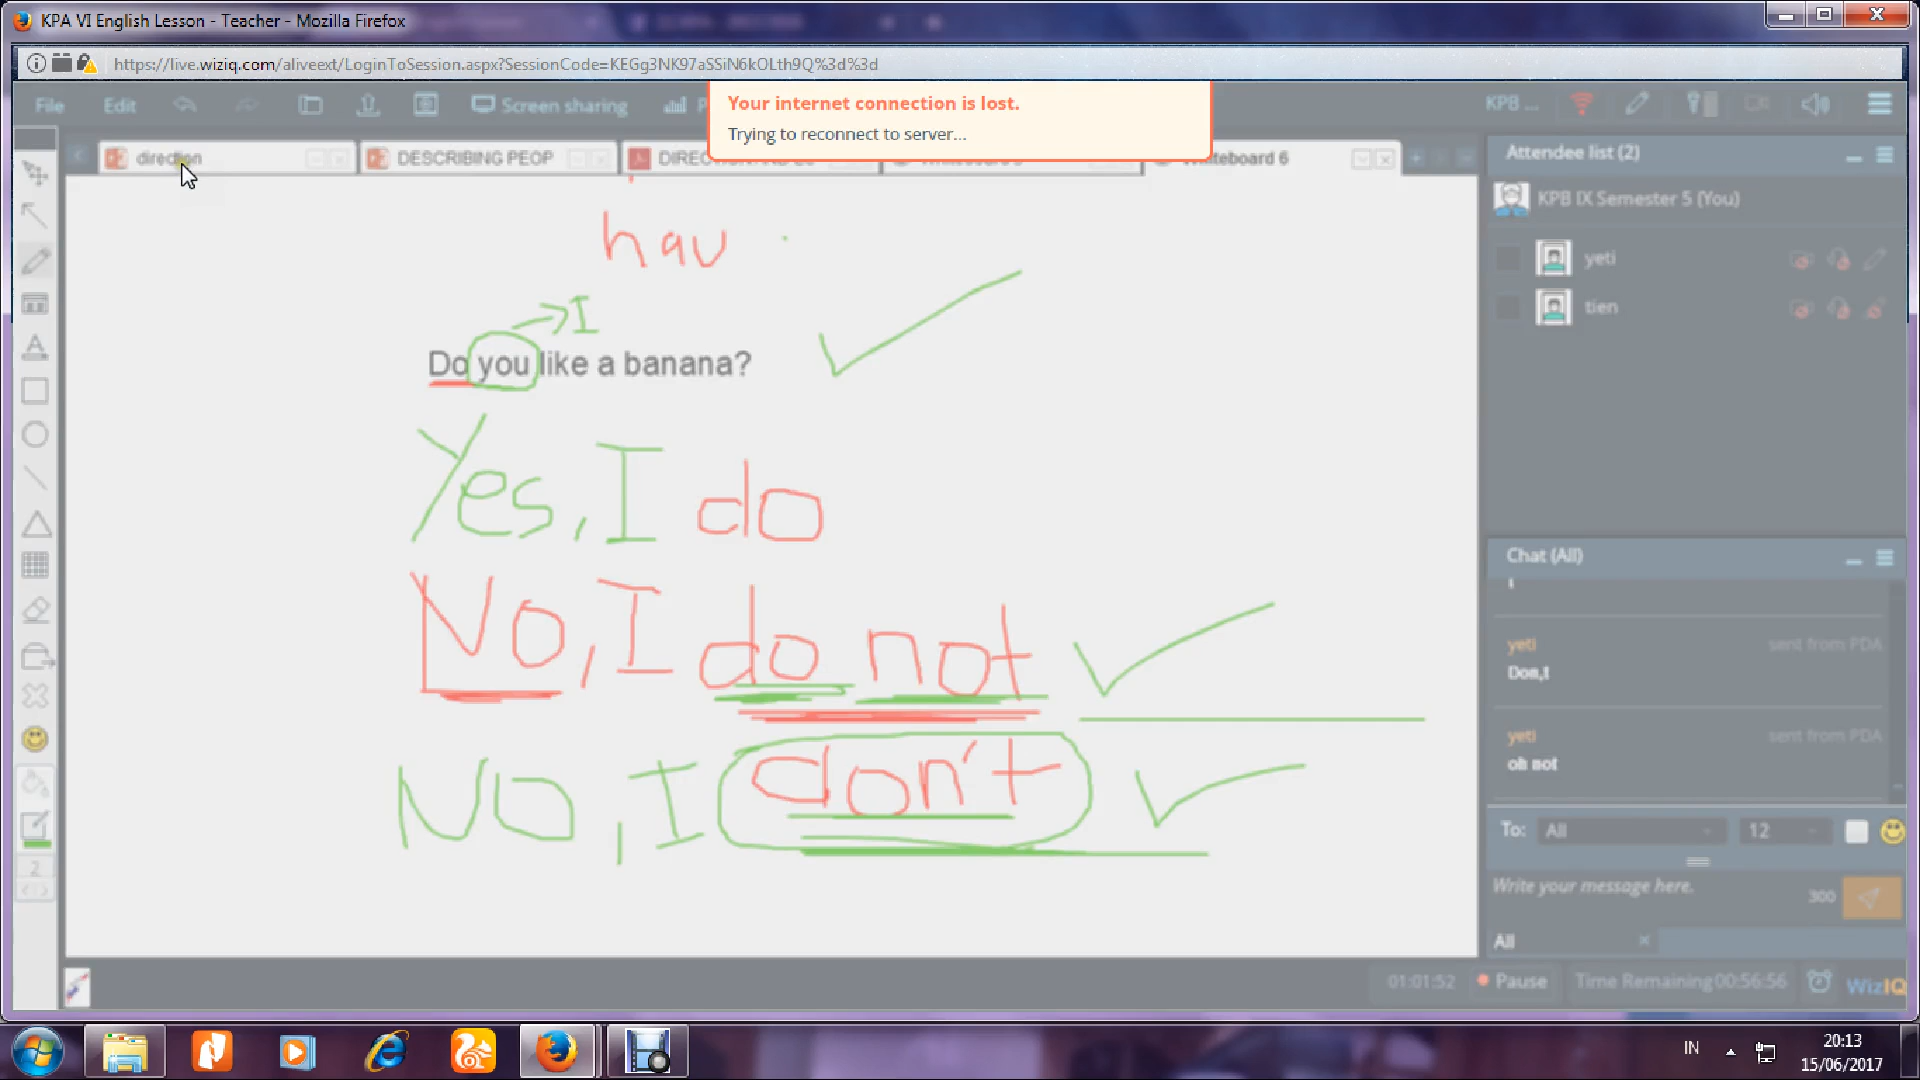 KPA VI English Lesson - Teacher - Mozilla Firefox
https://live.wiziq.com/aliveext/LoginToSession.aspx?SessionCode=KEGg3NK97aSSiN6kOLth9Q%3d%3d
Your internet connection is lost.
Trying to reconnect to server...
File Edit Screen sharing KPB ...
direction DESCRIBING PEOP Whiteboard 6
Attendee list (2)
KPB IX Semester 5 (You)
yeti
tien
hav
→I
Do you like a banana?
Yes, I do
No, I do not
No, I don't
Chat (All)
yeti sent from PDA
Don,t
yeti sent from PDA
oh not
To: All 12
Write your message here. 300
All
01:01:52 Pause Time Remaining 00:56:56 WizIQ
2
IN 20:13
15/06/2017